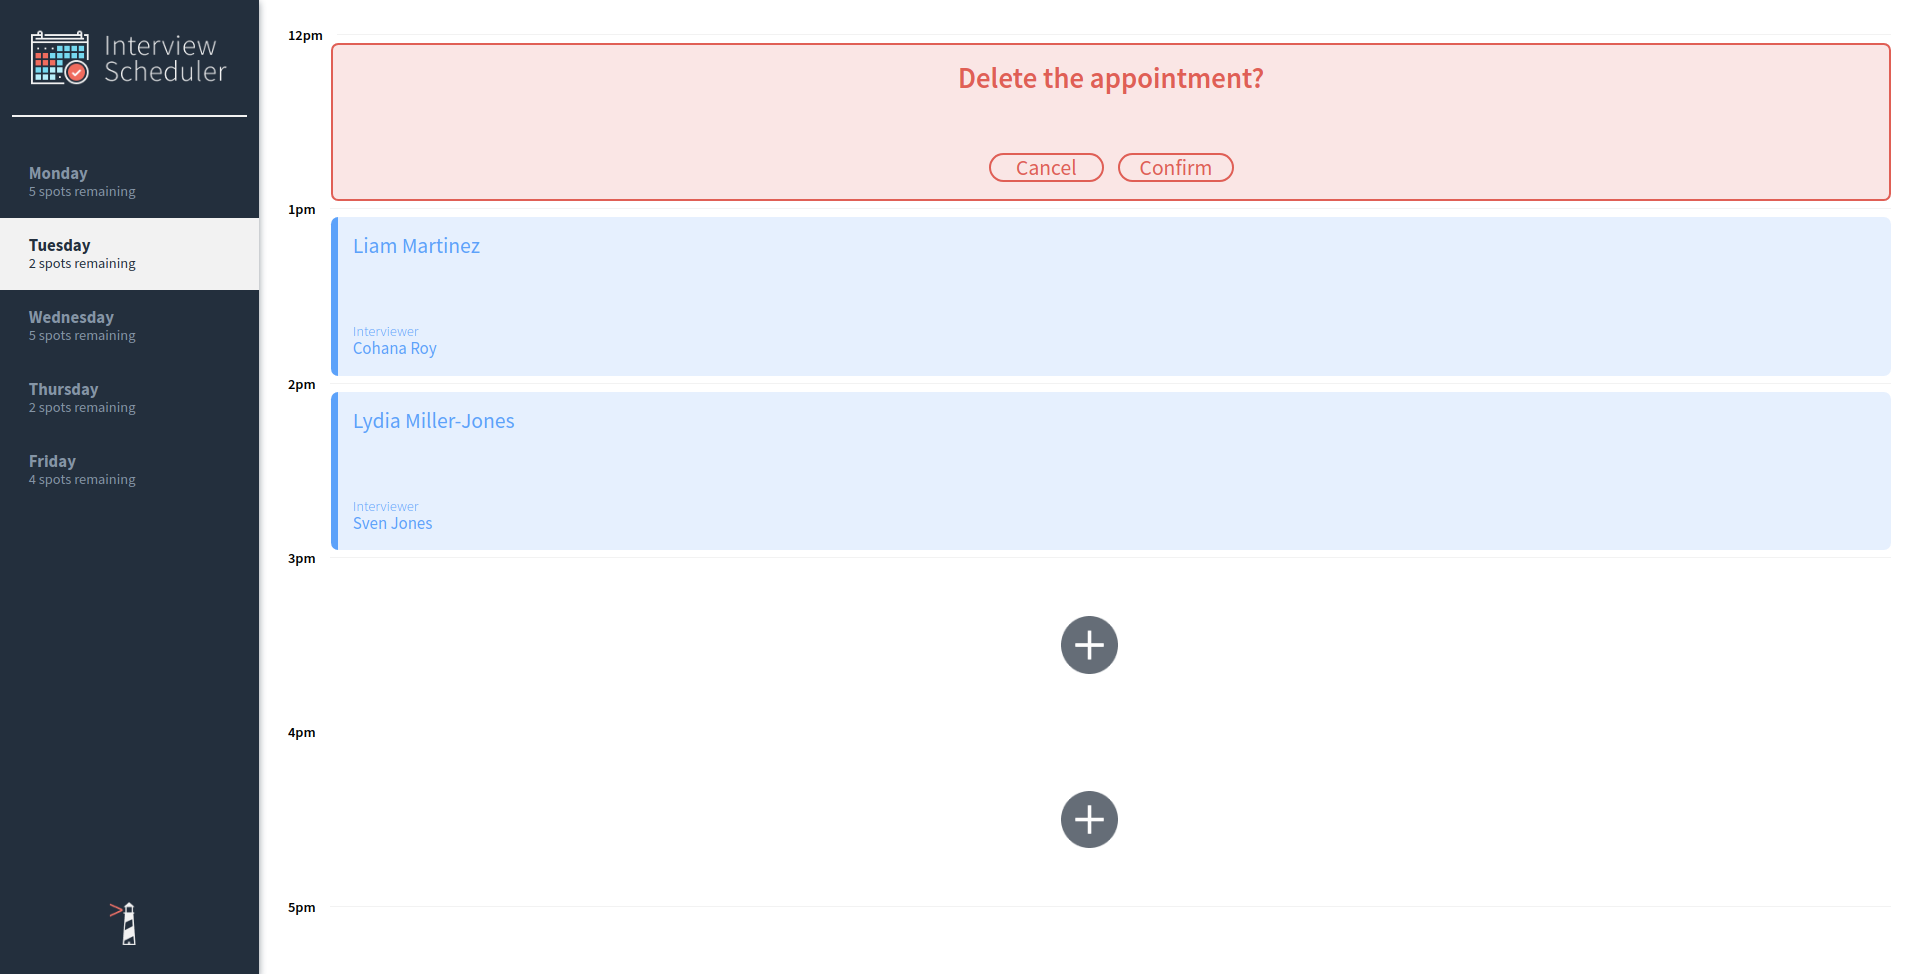 Interview
Scheduler
Monday
5 spots remaining
Tuesday
2 spots remaining
Wednesday
5 spots remaining
Thursday
2 spots remaining
Friday
4 spots remaining
12pm
Delete the appointment?
Cancel Confirm
1pm
Liam Martinez
Interviewer
Cohana Roy
2pm
Lydia Miller-Jones
Interviewer
Sven Jones
3pm
4pm
5pm